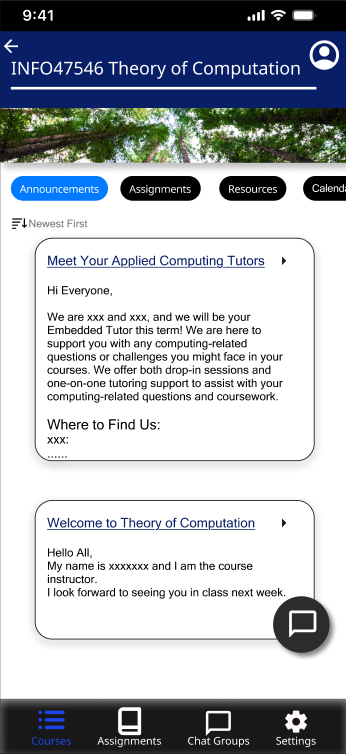 9:41
INFO47546 Theory of Computation
Announcements
Assignments
Resources
Calenda
Newest First
Meet Your Applied Computing Tutors
Hi Everyone,
We are xxx and xxx, and we will be your
Embedded Tutor this term! We are here to
support you with any computing-related
questions or challenges you might face in your
courses. We offer both drop-in sessions and
one-on-one tutoring support to assist with your
computing-related questions and coursework.
Where to Find Us:
xxx:
......
Welcome to Theory of Computation
Hello All,
My name is xxxxxxx and I am the course
instructor.
I look forward to seeing you in class next week.
Courses
Assignments
Chat Groups
Settings